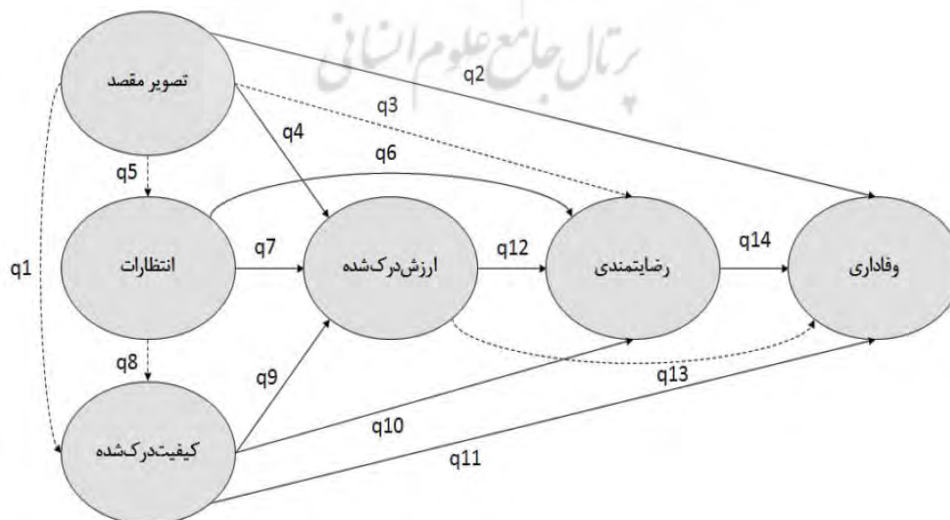 پرتال جامع علوم انسانی
تصویر مقصد
q2
q3
q4
q6
q5
انتظارات
q7
ارزش‌درک‌شده
q12
رضایتمندی
q14
وفاداری
q1
q8
q9
q13
q10
کیفیت‌درک‌شده
q11